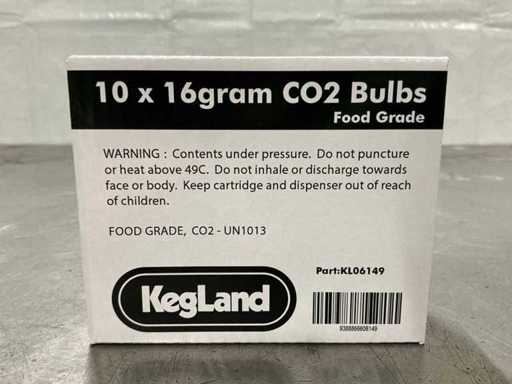 10 x 16gram CO2 Bulbs
Food Grade
WARNING : Contents under pressure. Do not puncture
or heat above 49C. Do not inhale or discharge towards
face or body. Keep cartridge and dispenser out of reach
of children.
FOOD GRADE, CO2 - UN1013
Part:KL06149
KegLand